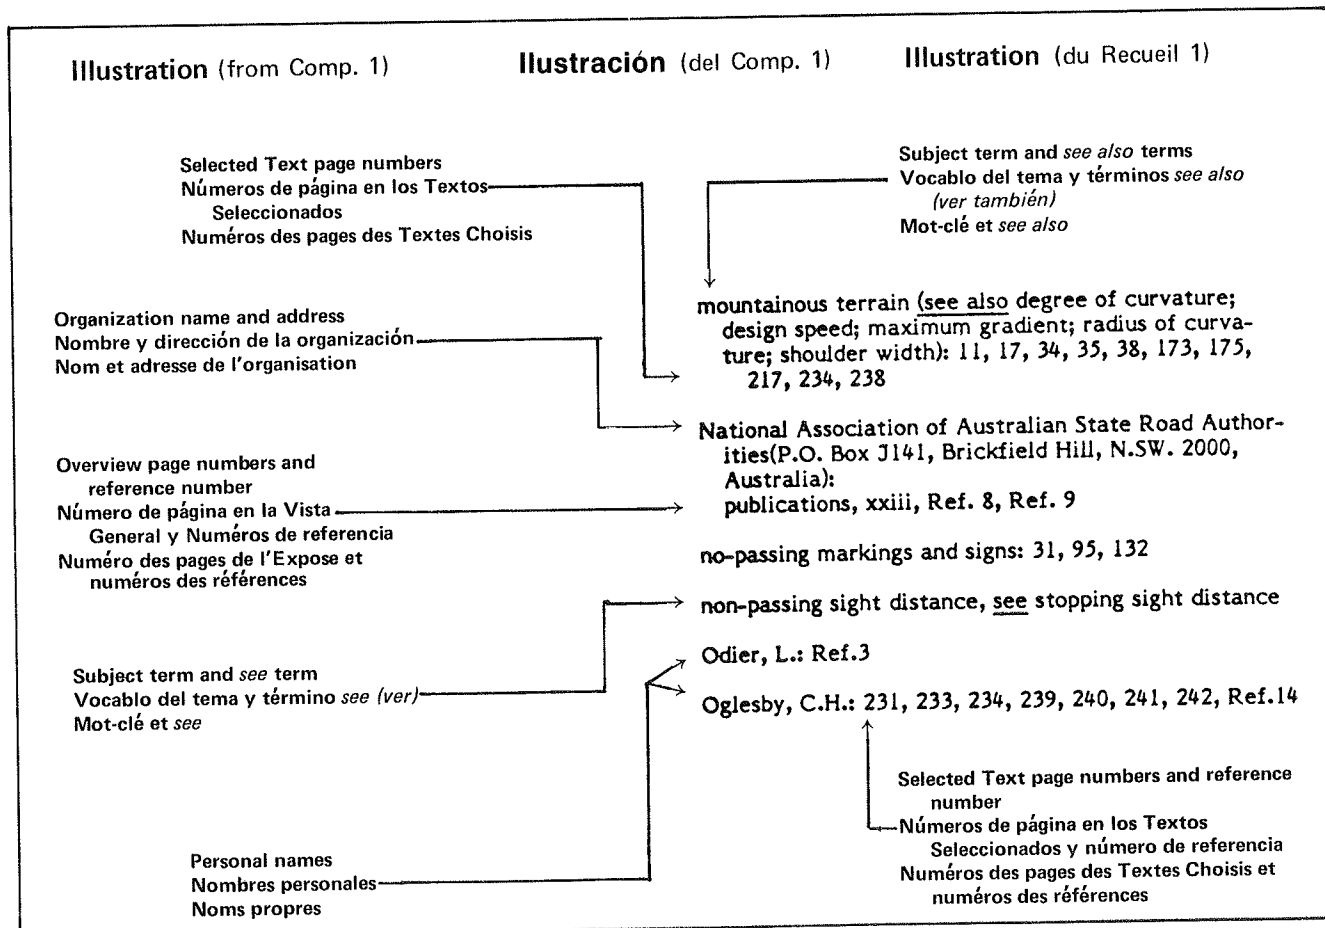 Illustration (from Comp. 1)
Ilustración (del Comp. 1)
Illustration (du Recueil 1)
Selected Text page numbers
Números de página en los Textos
Seleccionados
Numéros des pages des Textes Choisis
Subject term and see also terms
Vocablo del tema y términos see also
(ver también)
Mot-clé et see also
Organization name and address
Nombre y dirección de la organización
Nom et adresse de l'organisation
mountainous terrain (see also degree of curvature;
design speed; maximum gradient; radius of curva-
ture; shoulder width): 11, 17, 34, 35, 38, 173, 175,
217, 234, 238
National Association of Australian State Road Author-
ities(P.O. Box J141, Brickfield Hill, N.SW. 2000,
Australia):
publications, xxiii, Ref. 8, Ref. 9
Overview page numbers and
reference number
Número de página en la Vista
General y Numéros de referencia
Numéro des pages de l'Expose et
numéros des références
no-passing markings and signs: 31, 95, 132
non-passing sight distance, see stopping sight distance
Subject term and see term
Vocablo del tema y término see (ver)
Mot-clé et see
Odier, L.: Ref.3
Oglesby, C.H.: 231, 233, 234, 239, 240, 241, 242, Ref.14
Selected Text page numbers and reference
number
Números de página en los Textos
Seleccionados y número de referencia
Numéros des pages des Textes Choisis et
numéros des références
Personal names
Nombres personales
Noms propres